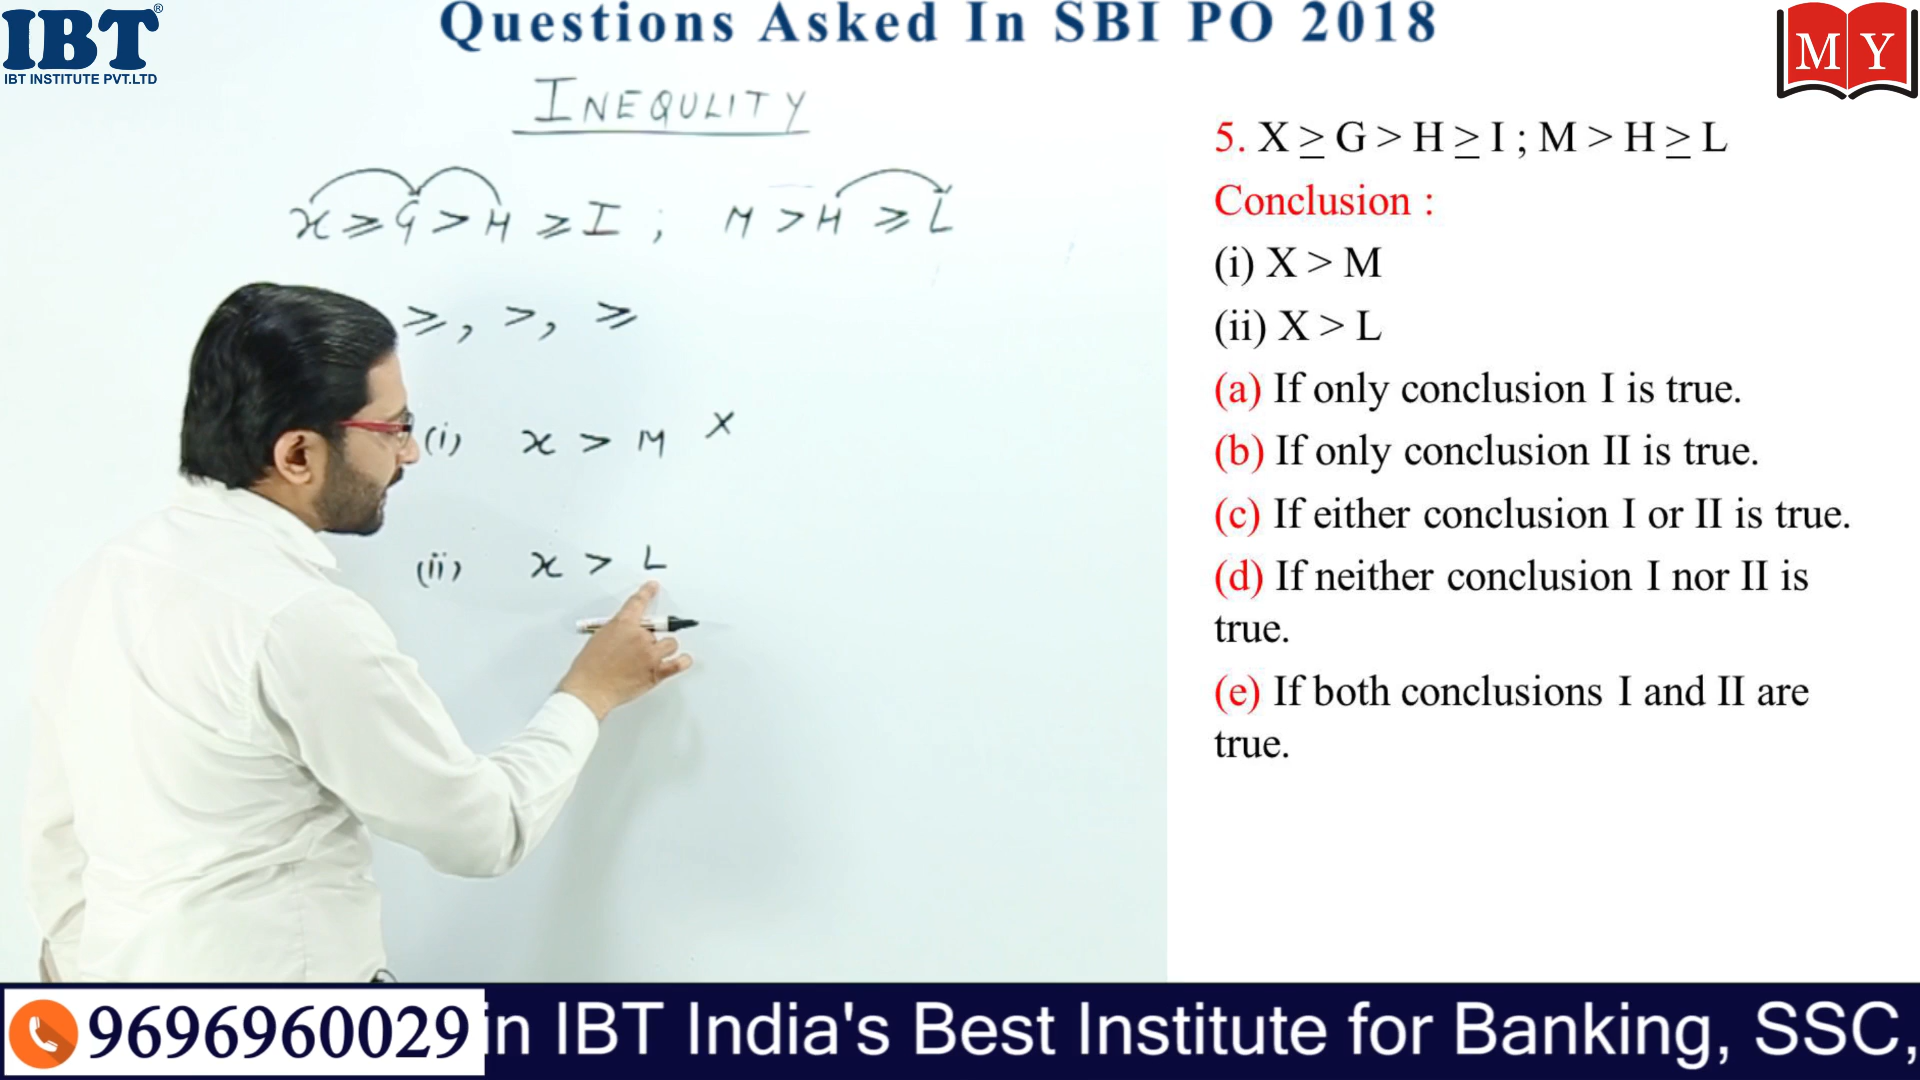 IBT®
IBT INSTITUTE PVT.LTD
Questions Asked In SBI PO 2018
MY
INEQULITY
x ≥ G > H ≥ I ; M > H ≥ L
≥, >, ≥
(i) x > M X
(ii) x > L
5. X ≥ G > H ≥ I ; M > H ≥ L
Conclusion :
(i) X > M
(ii) X > L
(a) If only conclusion I is true.
(b) If only conclusion II is true.
(c) If either conclusion I or II is true.
(d) If neither conclusion I nor II is
true.
(e) If both conclusions I and II are
true.
9696960029 in IBT India's Best Institute for Banking, SSC,